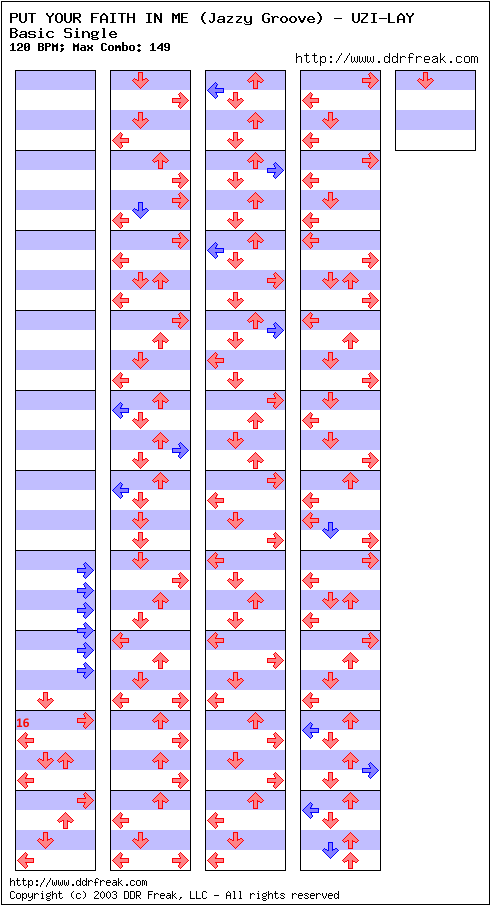 PUT YOUR FAITH IN ME (Jazzy Groove) - UZI-LAY
Basic Single
120 BPM; Max Combo: 149
http://www.ddrfreak.com
16
http://www.ddrfreak.com
Copyright (c) 2003 DDR Freak, LLC - All rights reserved